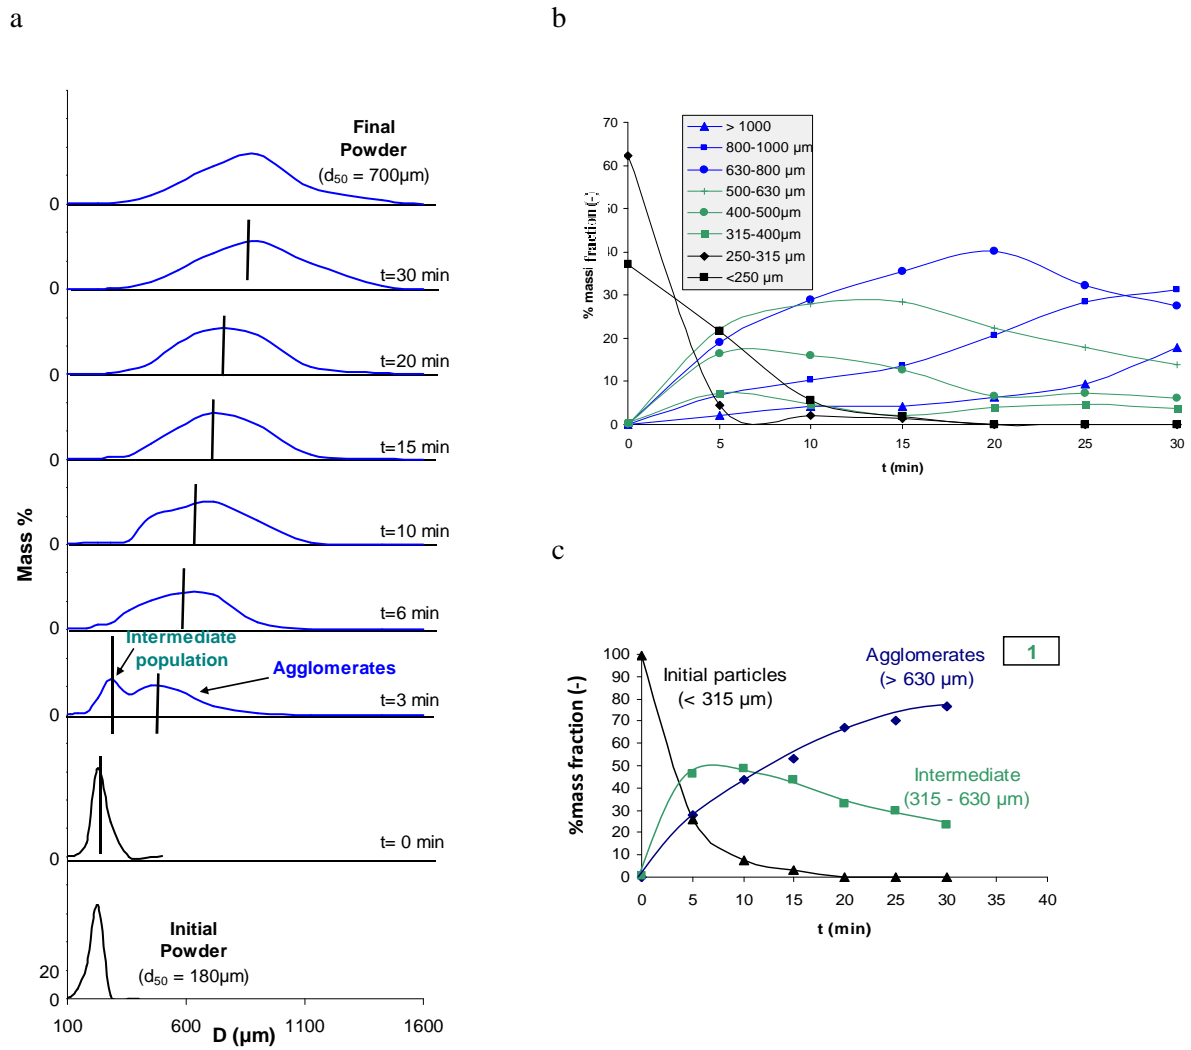 a
Final
Powder
(d50 = 700µm)
0
t=30 min
0
t=20 min
0
t=15 min
0
t=10 min
0
t=6 min
0
Intermediate
population
Agglomerates
t=3 min
0
t= 0 min
0
Initial
Powder
(d50 = 180µm)
20
0
100
600
1100
1600
D (µm)
Mass %
b
70
60
50
40
30
20
10
0
% mass fraction (-)
> 1000
800-1000 µm
630-800 µm
500-630 µm
400-500µm
315-400µm
250-315 µm
<250 µm
0
5
10
15
20
25
30
t (min)
c
1
100
90
80
70
60
50
40
30
20
10
0
%mass fraction (-)
Initial particles
(< 315 µm)
Agglomerates
(> 630 µm)
Intermediate
(315 - 630 µm)
0
5
10
15
20
25
30
35
40
t (min)